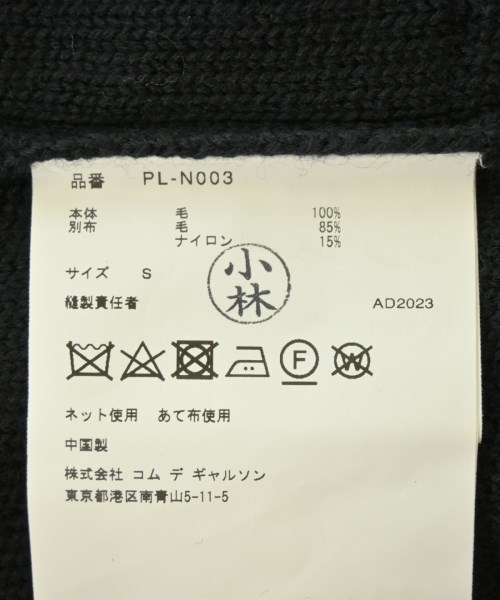 品番 PL-N003
本体 毛 100%
別布 毛 85%
ナイロン 15%
サイズ S
小林
縫製責任者 AD2023
F W
ネット使用 あて布使用
中国製
株式会社 コム デ ギャルソン
東京都港区南青山5-11-5